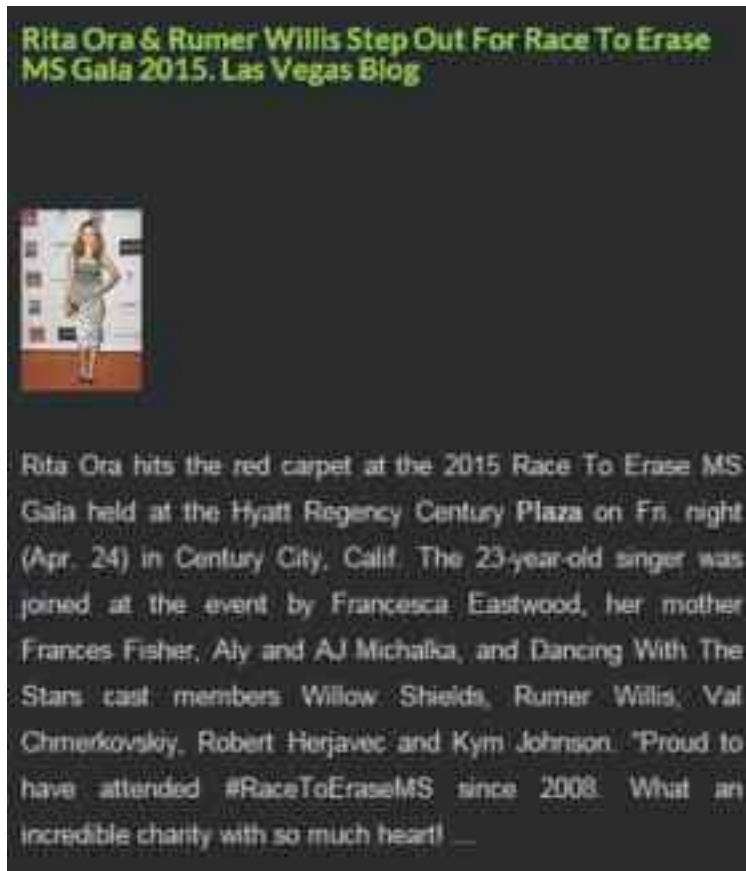 Rita Ora & Rumer Willis Step Out For Race To Erase
MS Gala 2015. Las Vegas Blog
Rita Ora hits the red carpet at the 2015 Race To Erase MS
Gala held at the Hyatt Regency Century Plaza on Fri. night
(Apr. 24) in Century City, Calif. The 23-year-old singer was
joined at the event by Francesca Eastwood, her mother
Frances Fisher, Aly and AJ Michalka, and Dancing With The
Stars cast members Willow Shields, Rumer Willis, Val
Chmerkovskiy, Robert Herjavec and Kym Johnson. "Proud to
have attended #RaceToEraseMS since 2008. What an
incredible charity with so much heart! ...